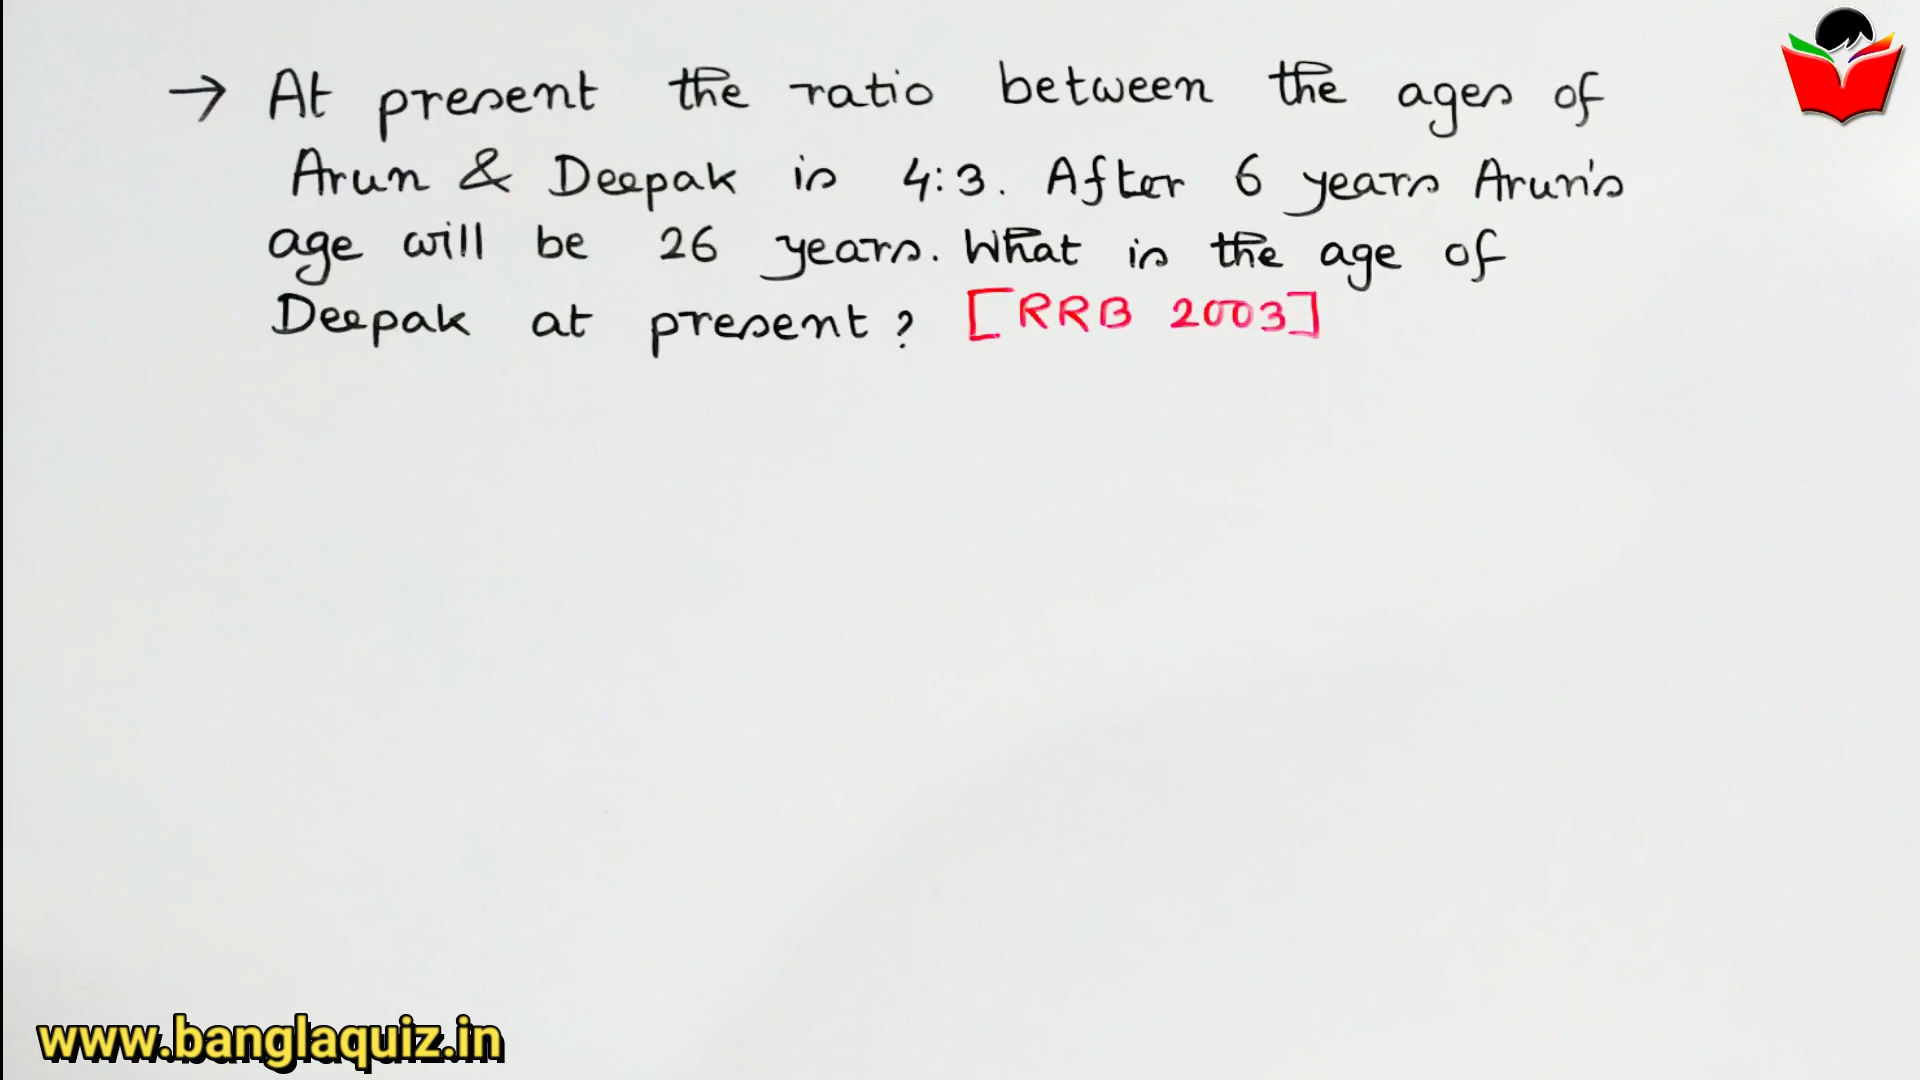 → At present the ratio between the ages of
Arun & Deepak is 4:3. After 6 years Arun's
age will be 26 years. What is the age of
Deepak at present? [RRB 2003]
www.banglaquiz.in